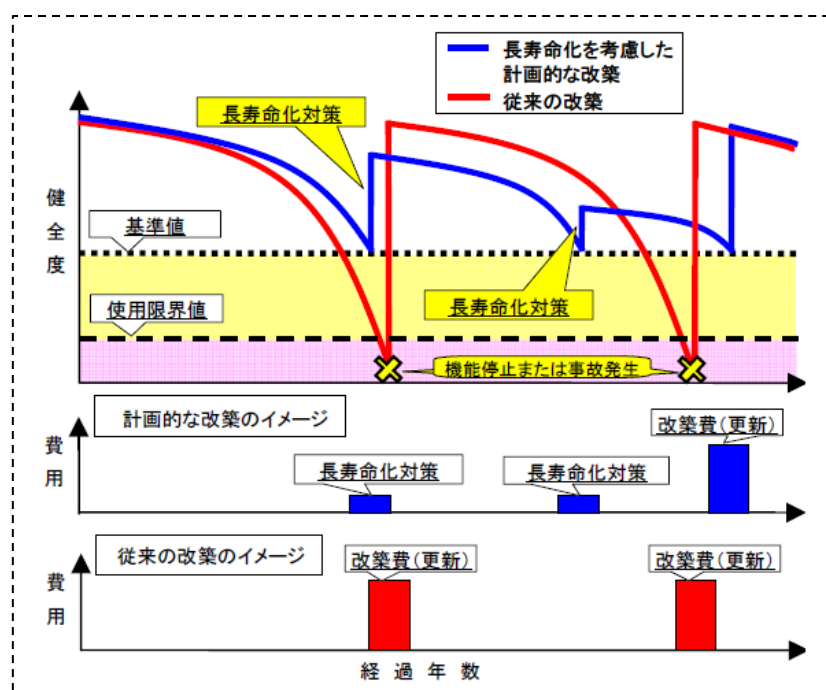 長寿命化を考慮した
計画的な改築
従来の改築
長寿命化対策
健全度
基準値
使用限界値
長寿命化対策
機能停止または事故発生
計画的な改築のイメージ
費用
長寿命化対策
長寿命化対策
改築費(更新)
従来の改築のイメージ
費用
改築費(更新)
改築費(更新)
経過年数